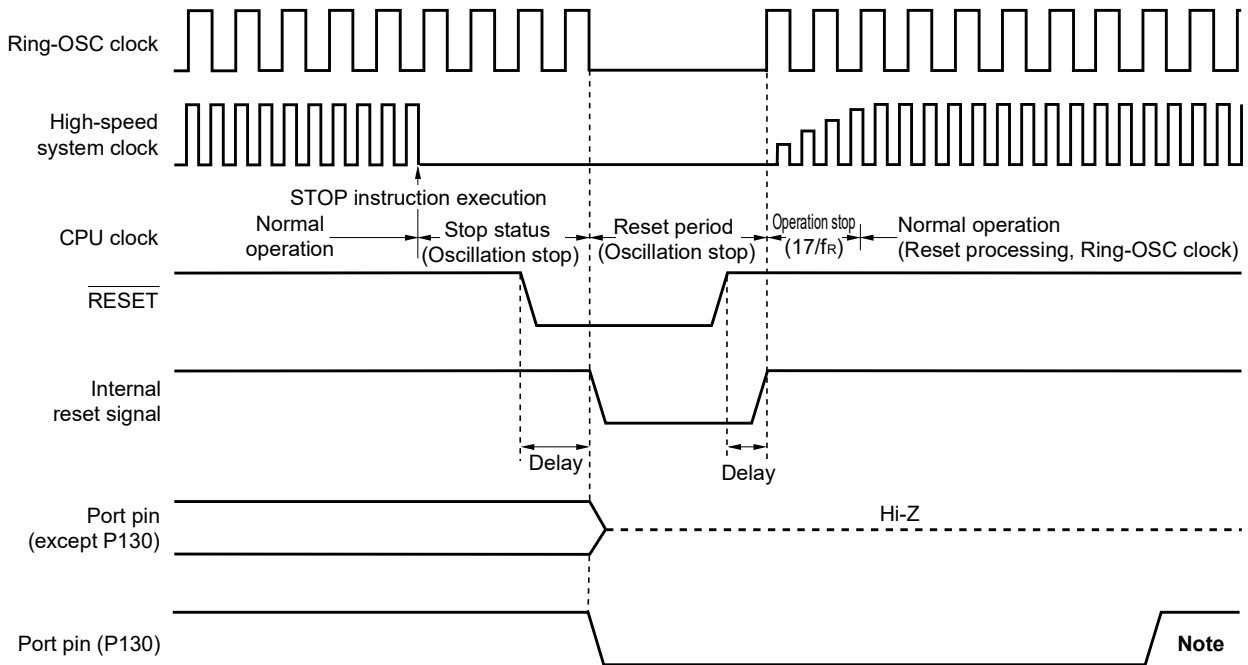 Ring-OSC clock
High-speed
system clock
STOP instruction execution
CPU clock
Normal
operation
Stop status
(Oscillation stop)
Reset period
(Oscillation stop)
Operation stop
(17/fR)
Normal operation
(Reset processing, Ring-OSC clock)
RESET
Internal
reset signal
Delay
Delay
Port pin
(except P130)
Hi-Z
Port pin (P130)
Note